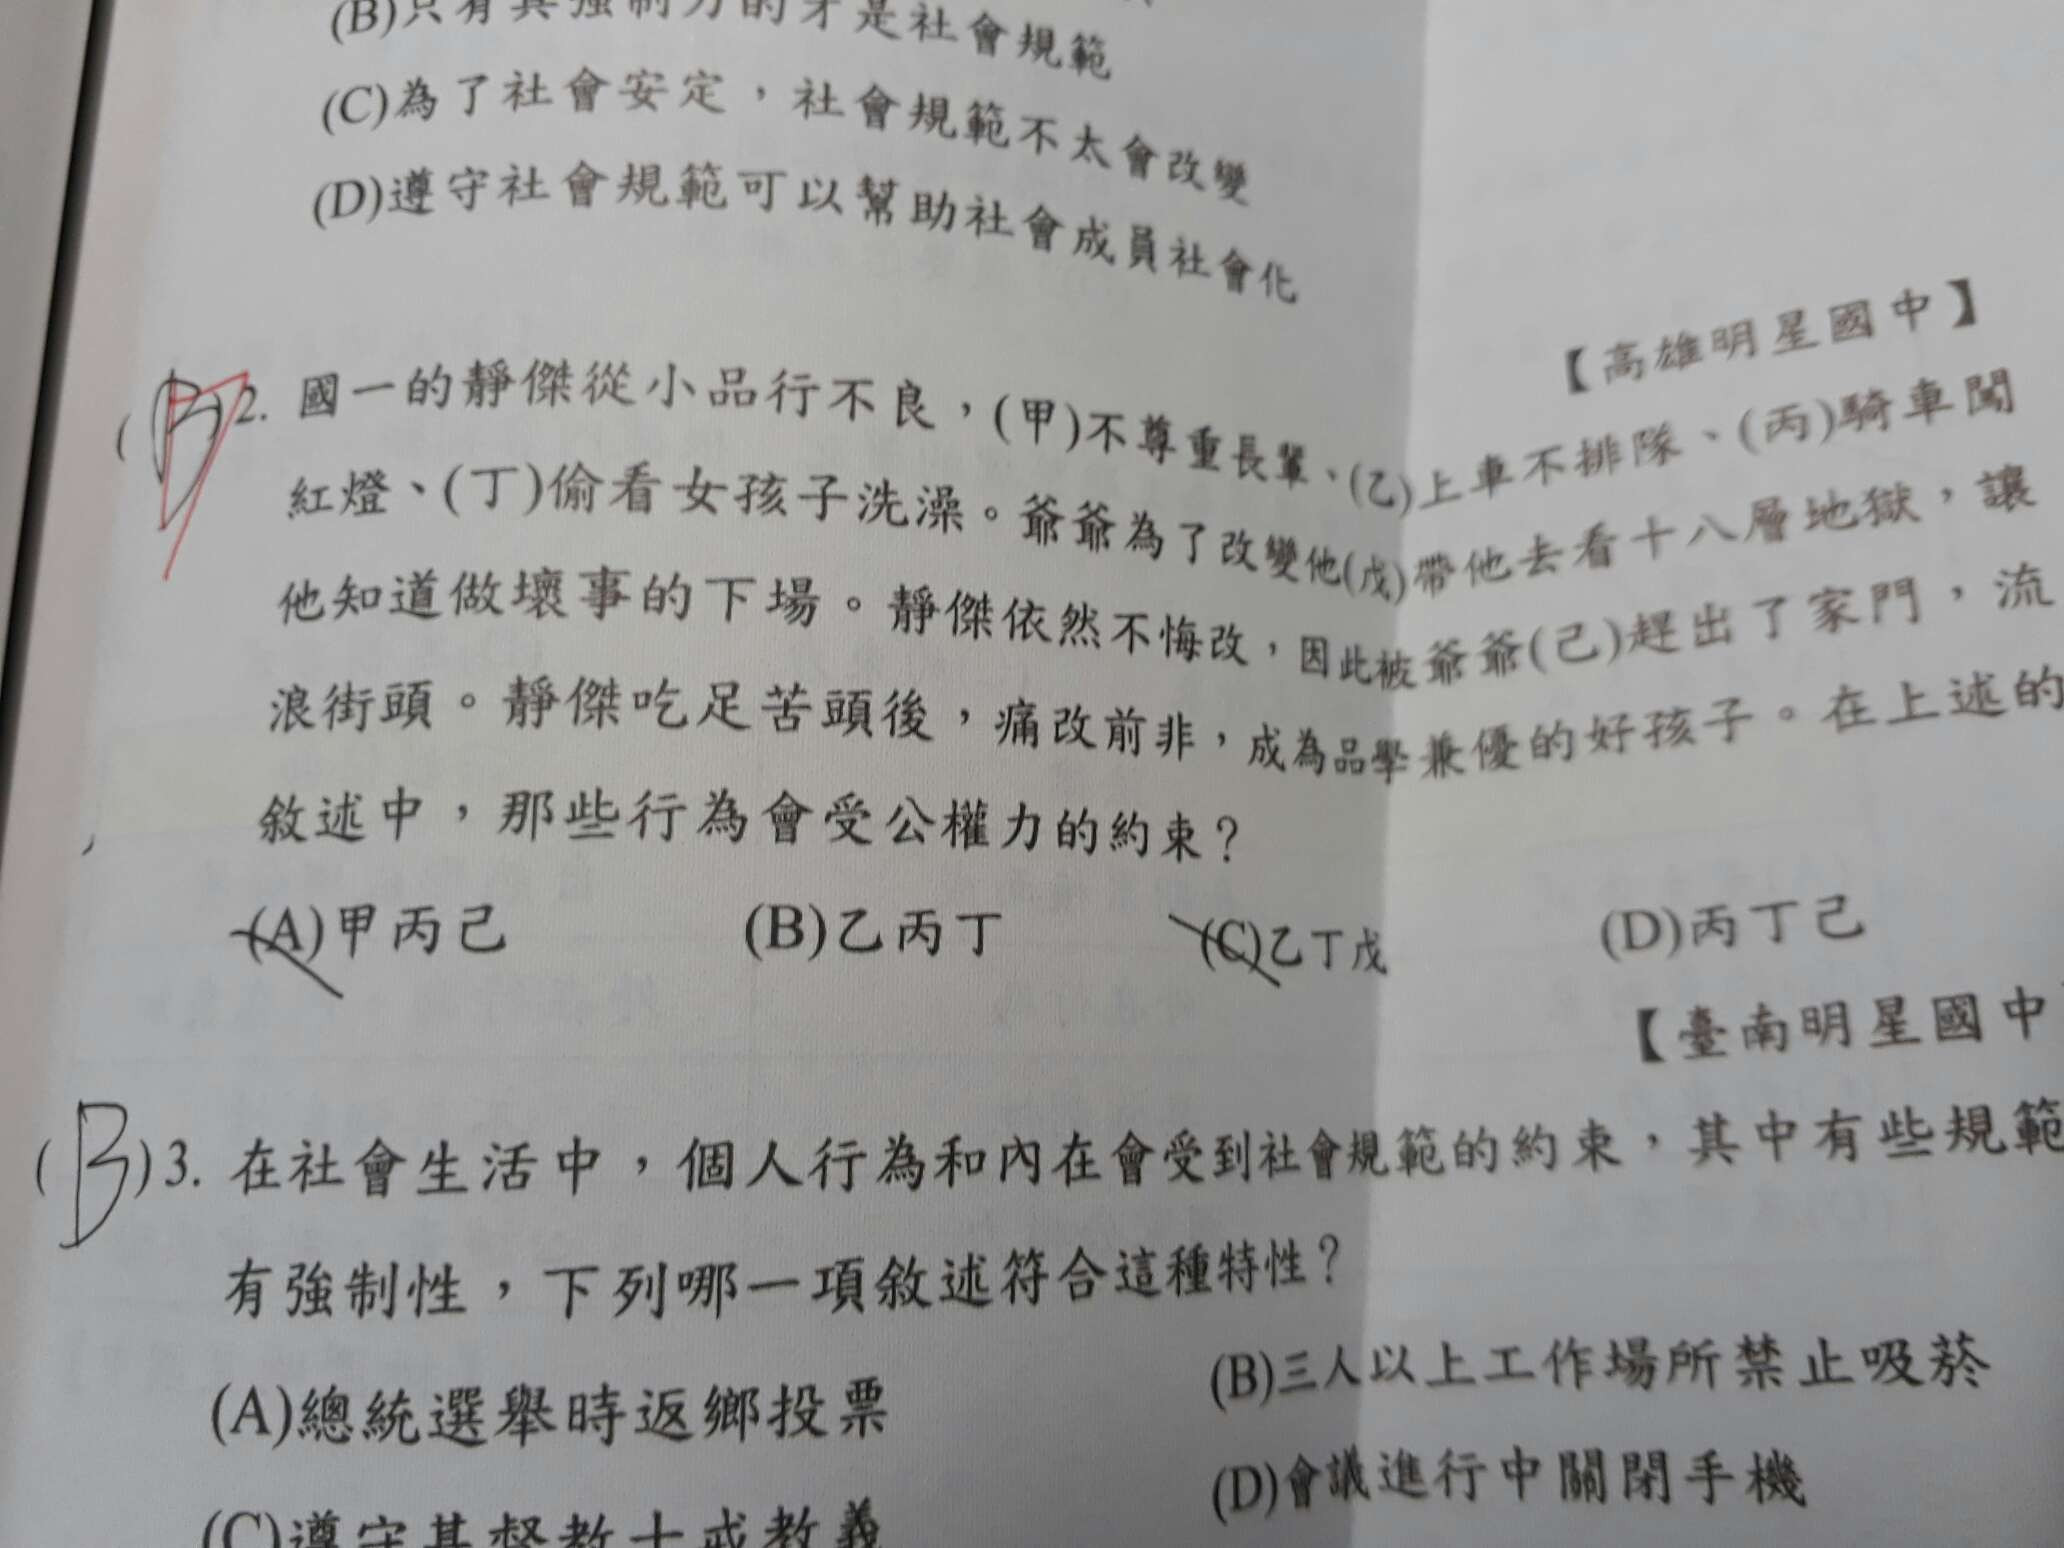 (B)只有具強制力的才是社會規範
(C)為了社會安定，社會規範不太會改變
(D)遵守社會規範可以幫助社會成員社會化
【高雄明星國中】
(B)2. 國一的靜傑從小品行不良，(甲)不尊重長輩、(乙)上車不排隊、(丙)騎車闖
紅燈、(丁)偷看女孩子洗澡。爺爺為了改變他(戊)帶他去看十八層地獄，讓
他知道做壞事的下場。靜傑依然不悔改，因此被爺爺(己)趕出了家門，流
浪街頭。靜傑吃足苦頭後，痛改前非，成為品學兼優的好孩子。在上述的
敘述中，那些行為會受公權力的約束？
(A)甲丙己 (B)乙丙丁 (C)乙丁戊 (D)丙丁己
【臺南明星國中
(B)3. 在社會生活中，個人行為和內在會受到社會規範的約束，其中有些規範
有強制性，下列哪一項敘述符合這種特性？
(A)總統選舉時返鄉投票 (B)三人以上工作場所禁止吸菸
(C)遵守基督教十戒教義 (D)會議進行中關閉手機